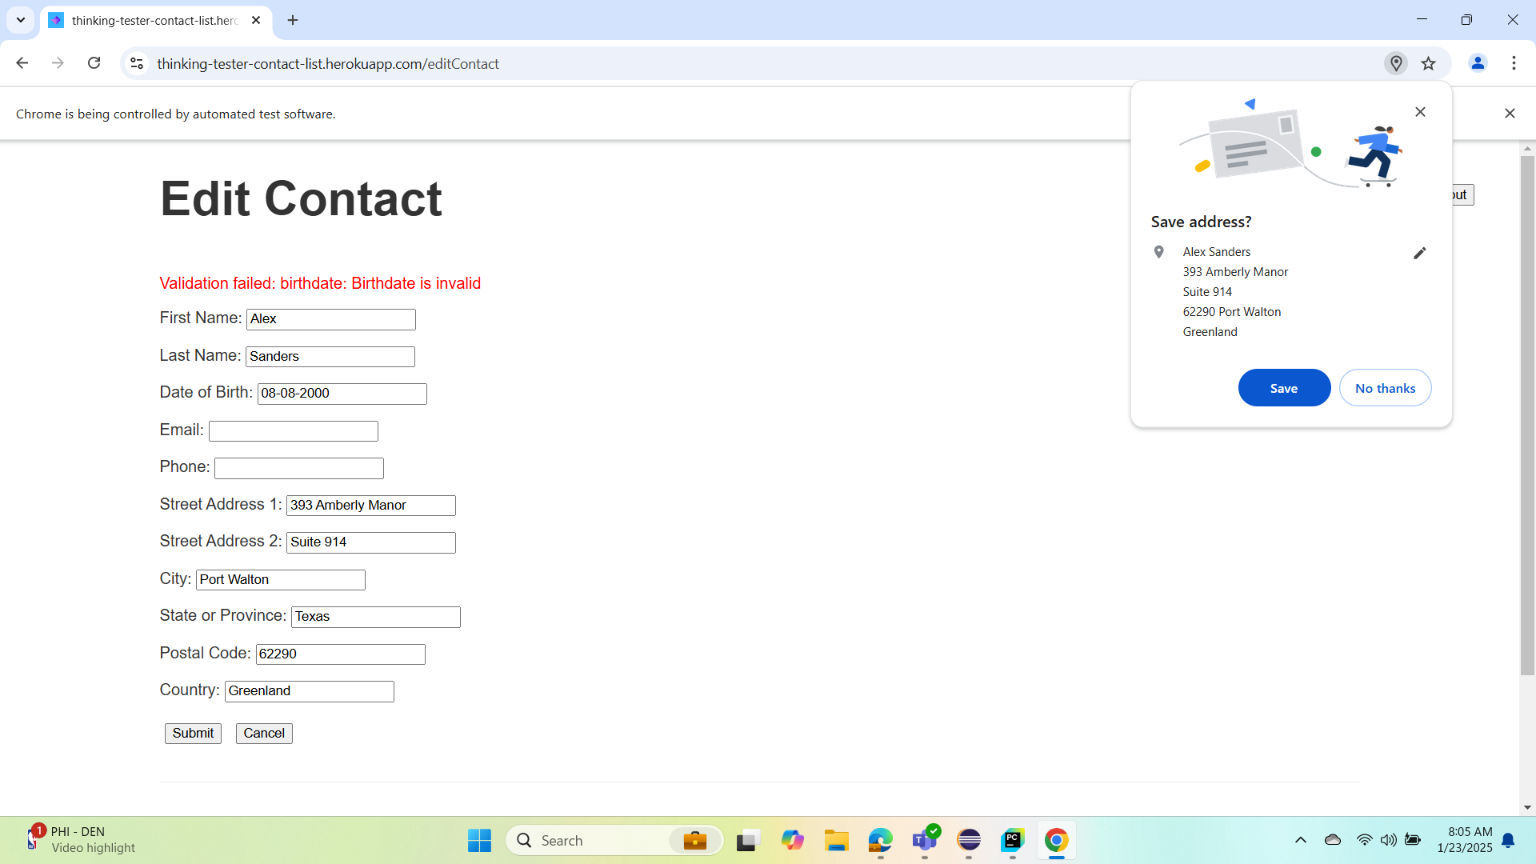 thinking-tester-contact-list.herc
thinking-tester-contact-list.herokuapp.com/editContact
Chrome is being controlled by automated test software.
Edit Contact
out
Save address?
Alex Sanders
393 Amberly Manor
Suite 914
62290 Port Walton
Greenland
Save
No thanks
Validation failed: birthdate: Birthdate is invalid
First Name: Alex
Last Name: Sanders
Date of Birth: 08-08-2000
Email:
Phone:
Street Address 1: 393 Amberly Manor
Street Address 2: Suite 914
City: Port Walton
State or Province: Texas
Postal Code: 62290
Country: Greenland
Submit Cancel
1
PHI - DEN
Video highlight
Search
PC
8:05 AM
1/23/2025